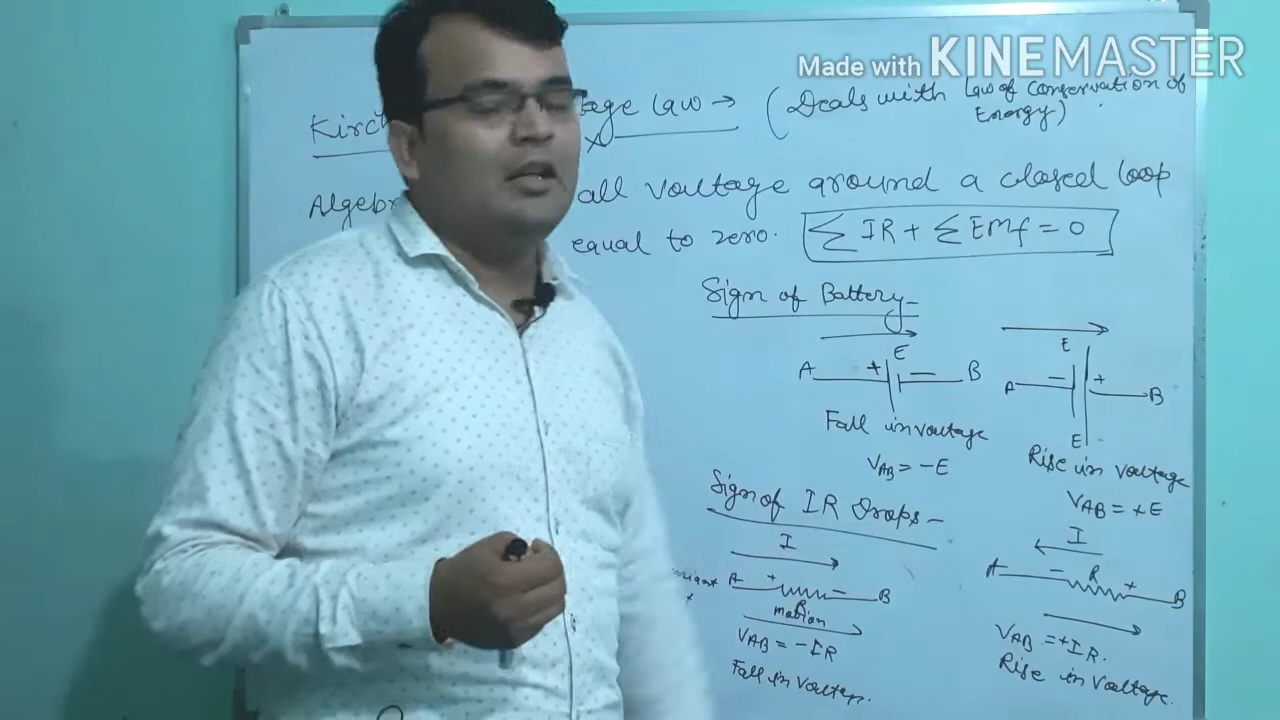 Made with KINEMASTER
Kirc age Law → (Deals with Law of Conservation of
Energy)
Algebr all voltage around a closed loop
equal to zero. ∑ IR + ∑ EMf = 0
Sign of Battery-
E E
A + - B A - + B
E
Fall in voltage Rise in voltage
VAB = -E VAB = +E
Sign of IR Drops -
I I
A + - B A - R + B
R
motion
VAB = -IR VAB = +IR.
Fall in Voltage. Rise in Voltage.